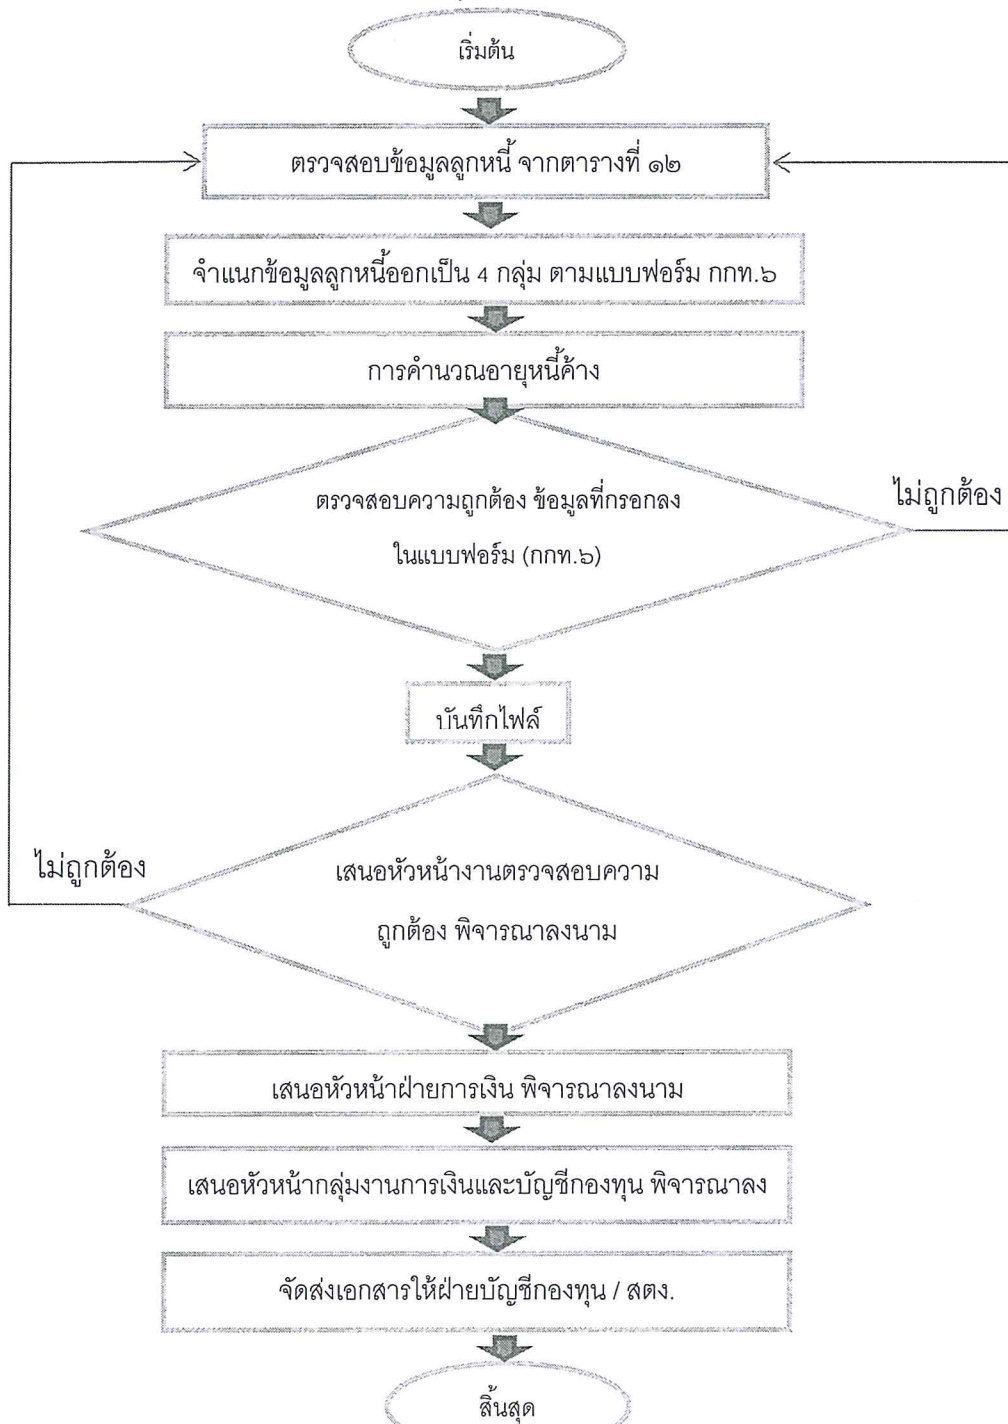 เริ่มต้น
ตรวจสอบข้อมูลลูกหนี้ จากตารางที่ ๑๒
จำแนกข้อมูลลูกหนี้ออกเป็น 4 กลุ่ม ตามแบบฟอร์ม กกท.๖
การคำนวณอายุหนี้ค้าง
ตรวจสอบความถูกต้อง ข้อมูลที่กรอกลง
ในแบบฟอร์ม (กกท.๖)
ไม่ถูกต้อง
บันทึกไฟล์
ไม่ถูกต้อง
เสนอหัวหน้างานตรวจสอบความ
ถูกต้อง พิจารณาลงนาม
เสนอหัวหน้าฝ่ายการเงิน พิจารณาลงนาม
เสนอหัวหน้ากลุ่มงานการเงินและบัญชีกองทุน พิจารณาลง
จัดส่งเอกสารให้ฝ่ายบัญชีกองทุน / สตง.
สิ้นสุด